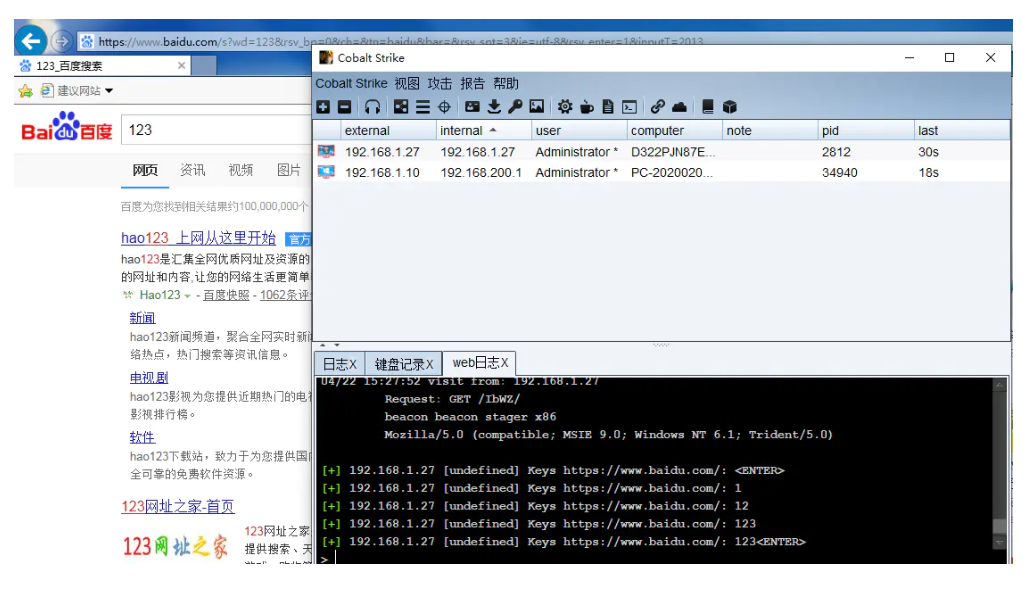 https://www.baidu.com/s?wd=123&rsv_bp=0&ch=&tn=baidu&bar=&rsv_spt=3&ie=utf-8&rsv_enter=1&inputT=2013
123_百度搜索
建议网站
Bai du 百度
123
网页 资讯 视频 图片
百度为您找到相关结果约100,000,000个
hao123_上网从这里开始 官方
hao123是汇集全网优质网址及资源的
的网址和内容,让您的网络生活更简单
Hao123 - 百度快照 - 1062条评
新闻
hao123新闻频道，聚合全网实时新
络热点，热门搜索等资讯信息。
电视剧
hao123影视为您提供近期热门的电
影视排行榜。
软件
hao123下载站，致力于为您提供国
全可靠的免费软件资源。
123网址之家-首页
123网址之家
123网址之家
提供搜索、天
Cobalt Strike
Cobalt Strike 视图 攻击 报告 帮助
external internal user computer note pid last
192.168.1.27 192.168.1.27 Administrator * D322PJN87E... 2812 30s
192.168.1.10 192.168.200.1 Administrator * PC-2020020... 34940 18s
日志X 键盘记录X web日志X
04/22 15:27:52 visit from: 192.168.1.27
Request: GET /IbWZ/
beacon beacon stager x86
Mozilla/5.0 (compatible; MSIE 9.0; Windows NT 6.1; Trident/5.0)
[+] 192.168.1.27 [undefined] Keys https://www.baidu.com/: <ENTER>
[+] 192.168.1.27 [undefined] Keys https://www.baidu.com/: 1
[+] 192.168.1.27 [undefined] Keys https://www.baidu.com/: 12
[+] 192.168.1.27 [undefined] Keys https://www.baidu.com/: 123
[+] 192.168.1.27 [undefined] Keys https://www.baidu.com/: 123<ENTER>
>